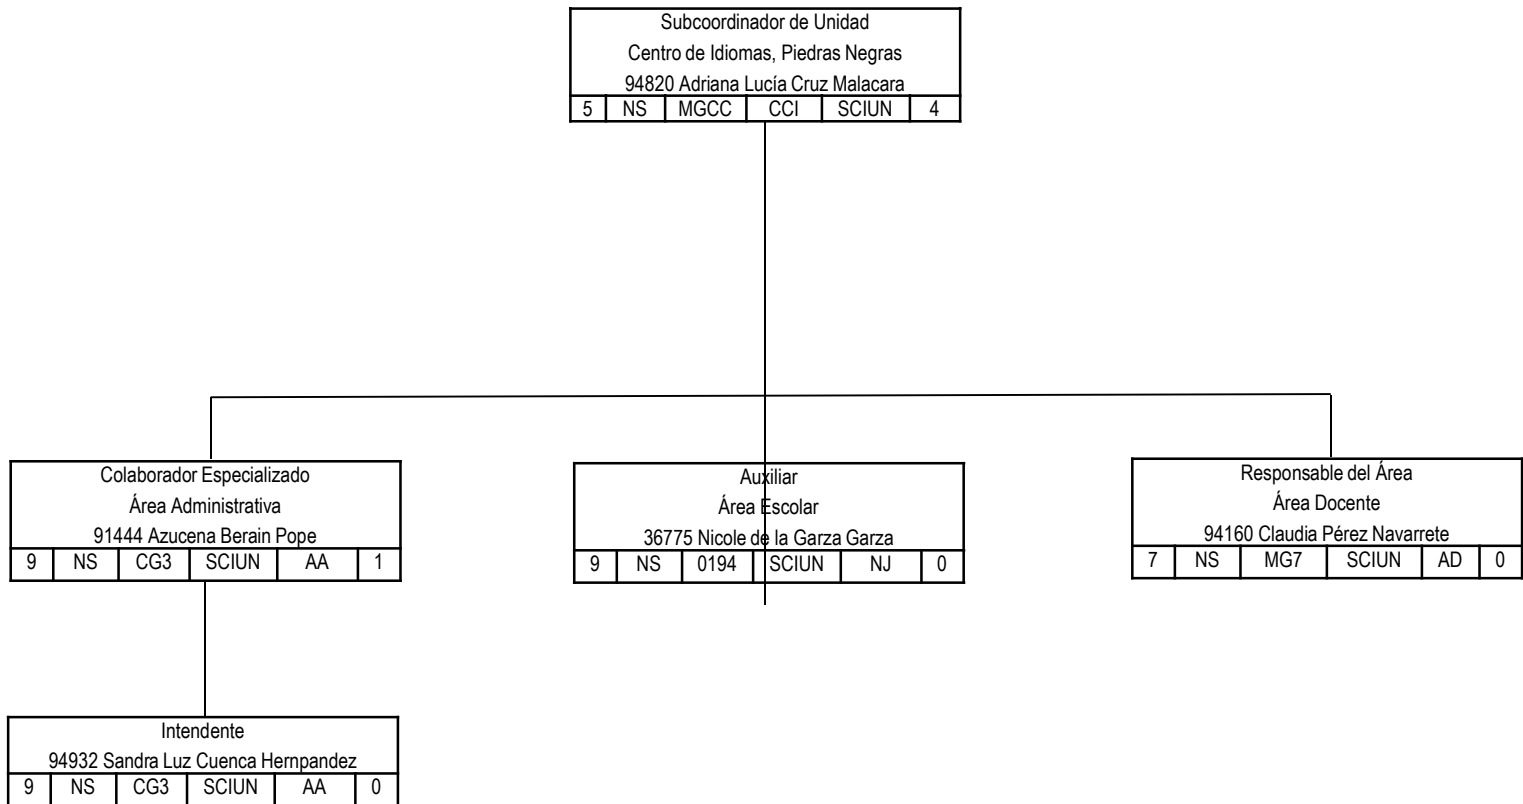 Subcoordinador de Unidad
Centro de Idiomas, Piedras Negras
94820 Adriana Lucía Cruz Malacara
5 NS MGCC CCI SCIUN 4
Colaborador Especializado
Área Administrativa
91444 Azucena Berain Pope
9 NS CG3 SCIUN AA 1
Auxiliar
Área Escolar
36775 Nicole de la Garza Garza
9 NS 0194 SCIUN NJ 0
Responsable del Área
Área Docente
94160 Claudia Pérez Navarrete
7 NS MG7 SCIUN AD 0
Intendente
94932 Sandra Luz Cuenca Hernpandez
9 NS CG3 SCIUN AA 0